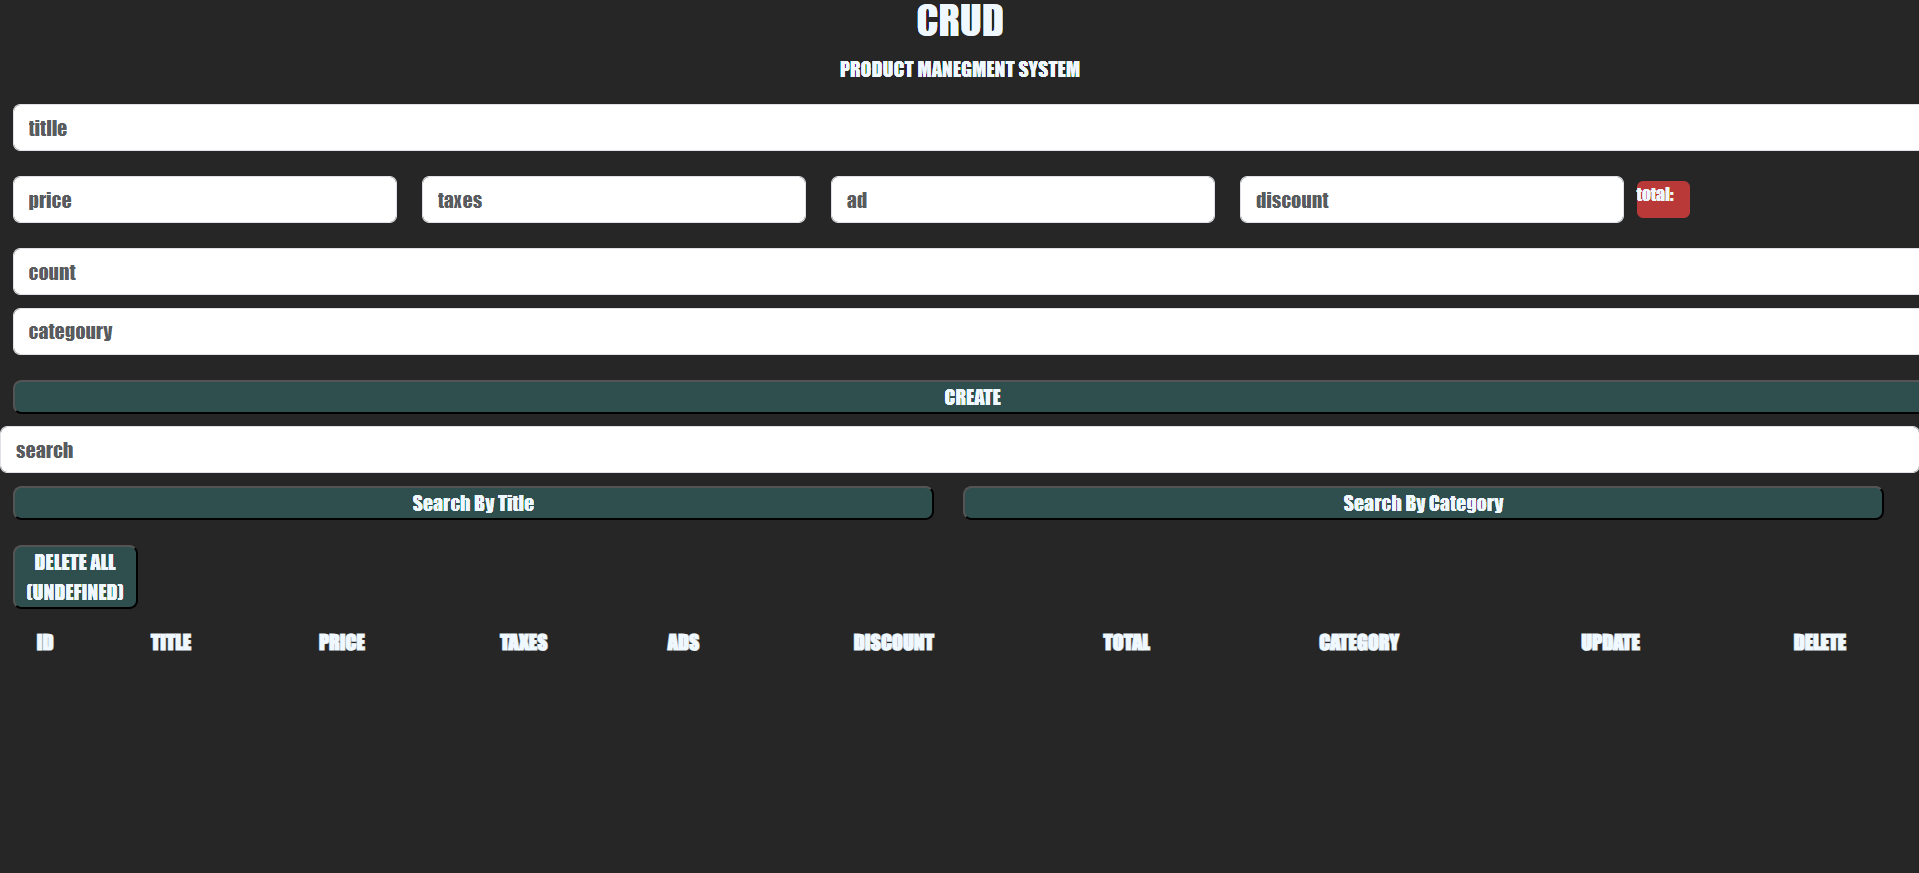 CRUD
PRODUCT MANEGMENT SYSTEM
titlle
price taxes ad discount total:
count
categoury
CREATE
search
Search By Title Search By Category
DELETE ALL
(UNDEFINED)
ID TITLE PRICE TAXES ADS DISCOUNT TOTAL CATEGORY UPDATE DELETE